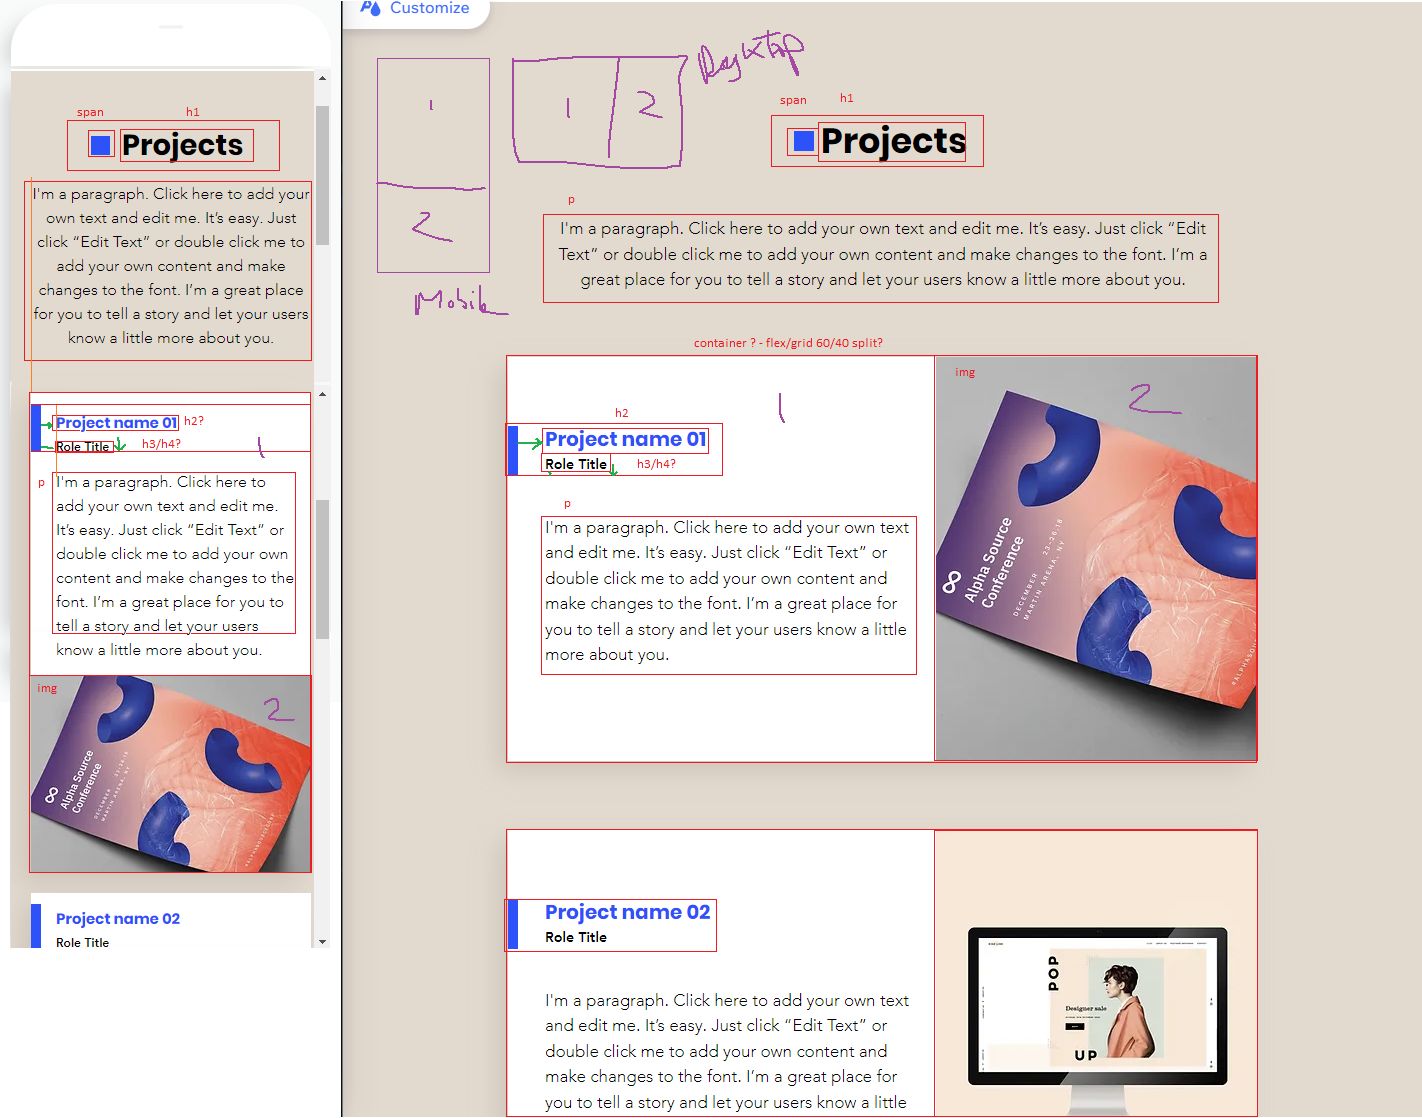 Customize
span
h1
Projects
I'm a paragraph. Click here to add your
own text and edit me. It’s easy. Just
click “Edit Text” or double click me to
add your own content and make
changes to the font. I’m a great place
for you to tell a story and let your users
know a little more about you.
Project name 01
h2?
Role Title
h3/h4?
1
p
I'm a paragraph. Click here to
add your own text and edit me.
It’s easy. Just click “Edit Text” or
double click me to add your own
content and make changes to the
font. I’m a great place for you to
tell a story and let your users
know a little more about you.
img
2
Alpha Source
Conference
DECEMBER 23–26.18
MARTIN ARENA, NY
Project name 02
Role Title
1
2
Mobile
1
2
Desktop
span
h1
Projects
p
I'm a paragraph. Click here to add your own text and edit me. It’s easy. Just click “Edit
Text” or double click me to add your own content and make changes to the font. I’m a
great place for you to tell a story and let your users know a little more about you.
container ? - flex/grid 60/40 split?
1
h2
Project name 01
Role Title
h3/h4?
p
I'm a paragraph. Click here to add your own text
and edit me. It’s easy. Just click “Edit Text” or
double click me to add your own content and
make changes to the font. I’m a great place for
you to tell a story and let your users know a little
more about you.
img
2
Alpha Source
Conference
DECEMBER 23–26.18
MARTIN ARENA, NY
Project name 02
Role Title
I'm a paragraph. Click here to add your own text
and edit me. It’s easy. Just click “Edit Text” or
double click me to add your own content and
make changes to the font. I’m a great place for
you to tell a story and let your users know a little
POP
Designer sale
UP